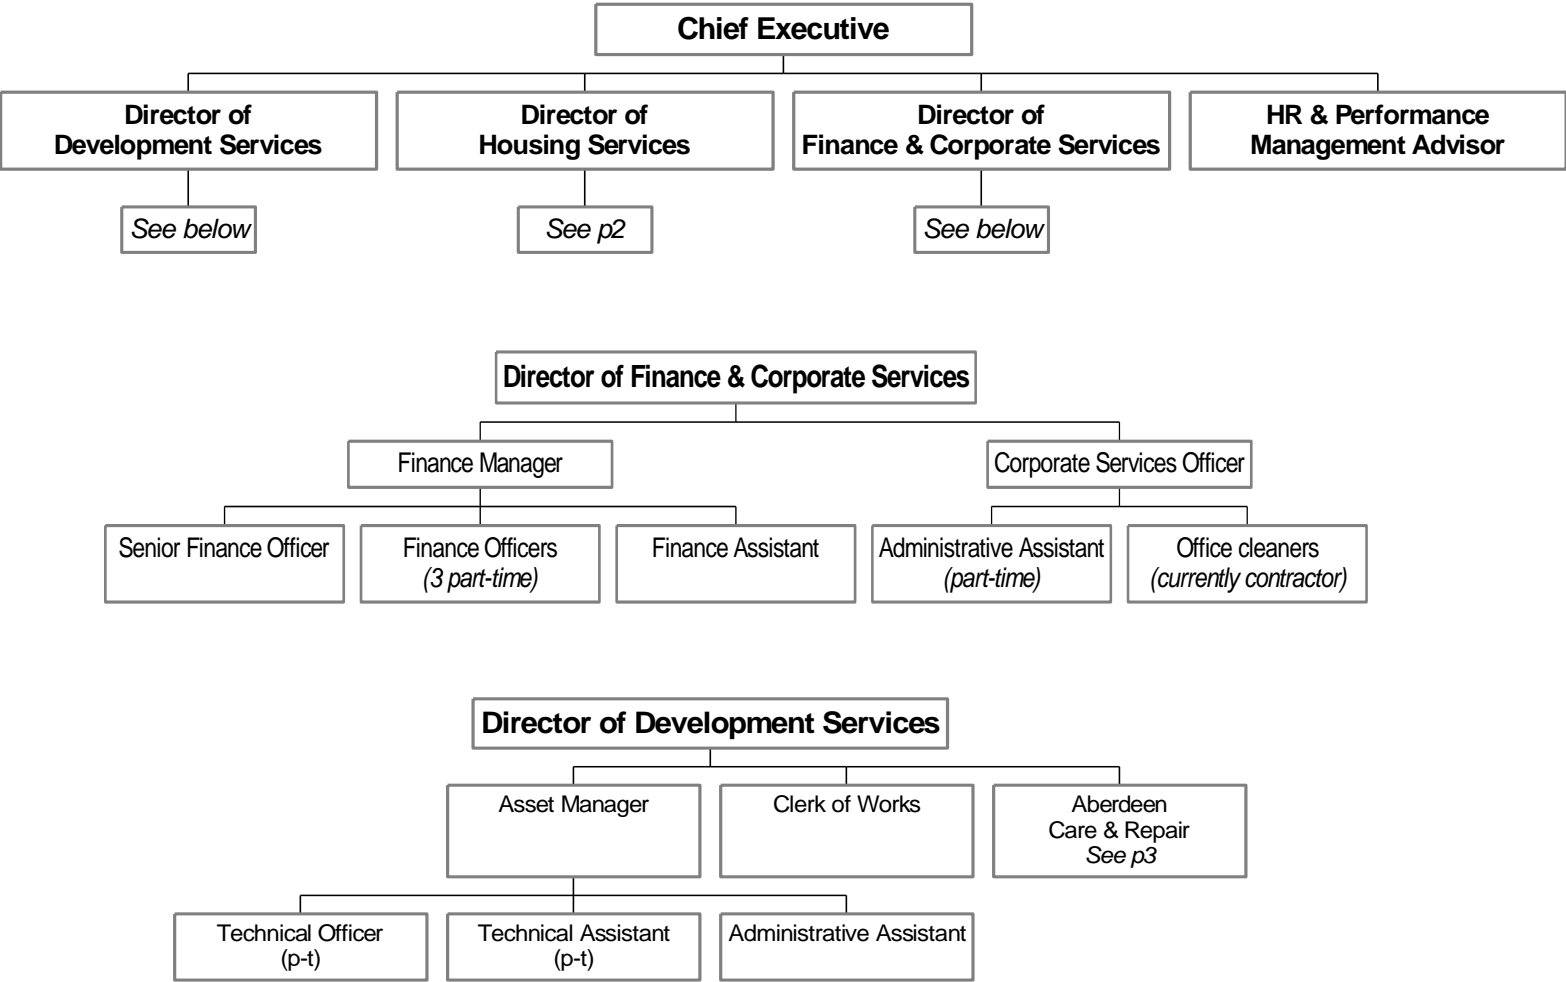 Chief Executive
Director of
Development Services
Director of
Housing Services
Director of
Finance & Corporate Services
HR & Performance
Management Advisor
See below
See p2
See below
Director of Finance & Corporate Services
Finance Manager
Corporate Services Officer
Senior Finance Officer
Finance Officers
(3 part-time)
Finance Assistant
Administrative Assistant
(part-time)
Office cleaners
(currently contractor)
Director of Development Services
Asset Manager
Clerk of Works
Aberdeen
Care & Repair
See p3
Technical Officer
(p-t)
Technical Assistant
(p-t)
Administrative Assistant